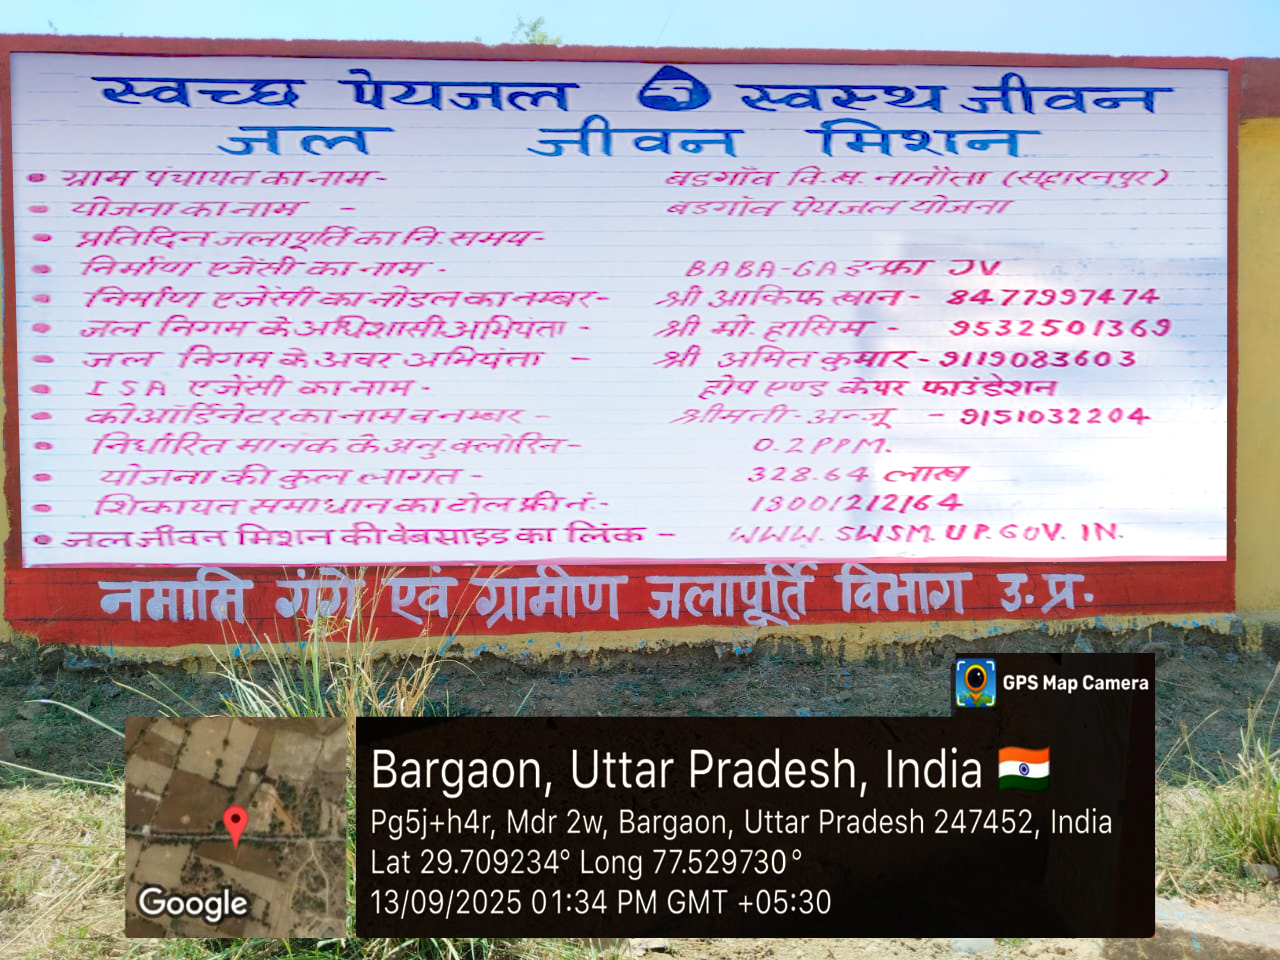 स्वच्छ पेयजल स्वस्थ जीवन
जल जीवन मिशन
• ग्राम पंचायत का नाम- बडगाँव वि.ख. नानौता (सहारनपुर)
• योजना का नाम - बडगाँव पेयजल योजना
• प्रतिदिन जलापूर्ति का नि. समय-
• निर्माण एजेंसी का नाम - BABA-GA इन्फ्रा JV
• निर्माण एजेंसी का नोडल का नम्बर- श्री आकिफ खान - 8477997474
• जल निगम के अधिशासी अभियंता - श्री मो. हासिम - 9532501369
• जल निगम के अवर अभियंता - श्री अमित कुमार - 9119083603
• ISA एजेंसी का नाम - होप एण्ड केयर फाउंडेशन
• कोऑर्डिनेटर का नाम व नम्बर - श्रीमती अन्जू - 9151032204
• निर्धारित मानक के अनु. क्लोरिन - 0.2 PPM.
• योजना की कुल लागत - 328.64 लाख
• शिकायत समाधान का टोल फ्री नं.- 18001212164
• जल जीवन मिशन की वेबसाइड का लिंक - WWW. SWSM. UP. GOV. IN.
नमामि गंगे एवं ग्रामीण जलापूर्ति विभाग उ. प्र.
GPS Map Camera
Bargaon, Uttar Pradesh, India
Pg5j+h4r, Mdr 2w, Bargaon, Uttar Pradesh 247452, India
Lat 29.709234° Long 77.529730°
13/09/2025 01:34 PM GMT +05:30
Google